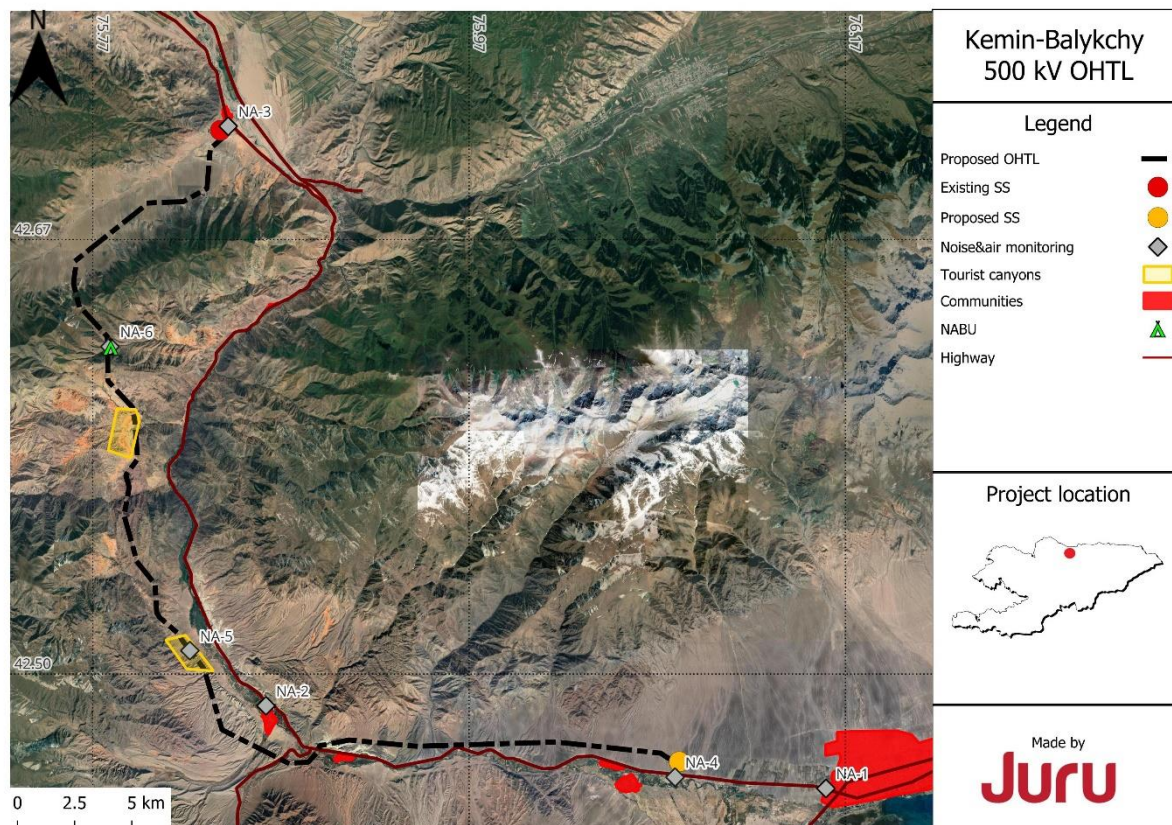 N
75.77
75.97
76.17
42.67
42.50
NA-3
NA-6
NA-5
NA-2
NA-4
NA-1
0 2.5 5 km
Kemin-Balykchy
500 kV OHTL
Legend
Proposed OHTL
Existing SS
Proposed SS
Noise&air monitoring
Tourist canyons
Communities
NABU
Highway
Project location
Made by
Juru